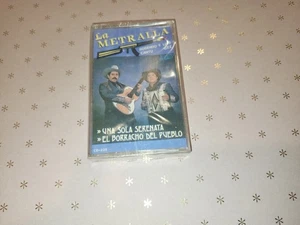 La
METRALLA
» UNA SOLA SERENATA
» EL BORRACHO DEL PUEBLO